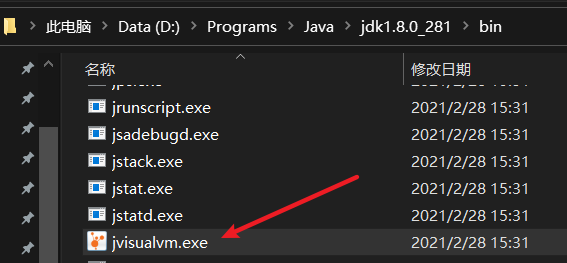 此电脑 > Data (D:) > Programs > Java > jdk1.8.0_281 > bin
名称 修改日期
jrunscript.exe 2021/2/28 15:31
jsadebugd.exe 2021/2/28 15:31
jstack.exe 2021/2/28 15:31
jstat.exe 2021/2/28 15:31
jstatd.exe 2021/2/28 15:31
jvisualvm.exe 2021/2/28 15:31